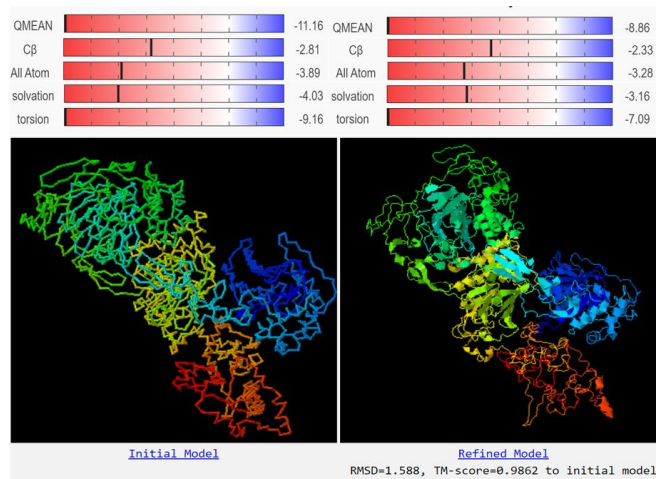 QMEAN -11.16
Cβ -2.81
All Atom -3.89
solvation -4.03
torsion -9.16
QMEAN -8.86
Cβ -2.33
All Atom -3.28
solvation -3.16
torsion -7.09
Initial Model
Refined Model
RMSD=1.588, TM-score=0.9862 to initial model